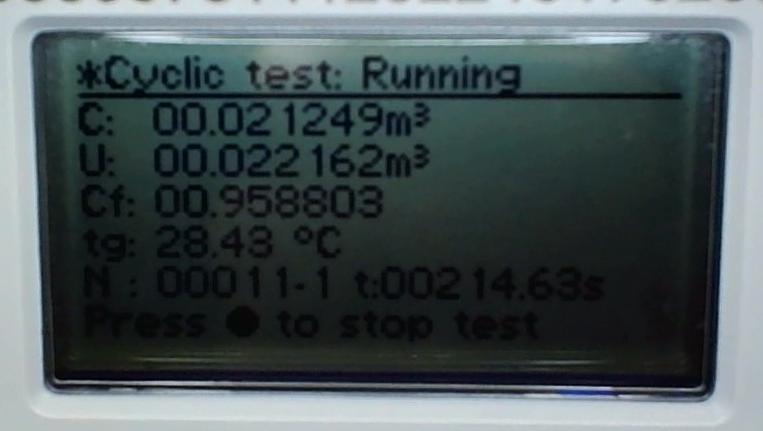 *Cyclic test: Running
C: 00.021249m³
U: 00.022162m³
Cf: 00.958803
tg: 28.43 °C
N : 00011-1 t:00214.63s
Press ● to stop test